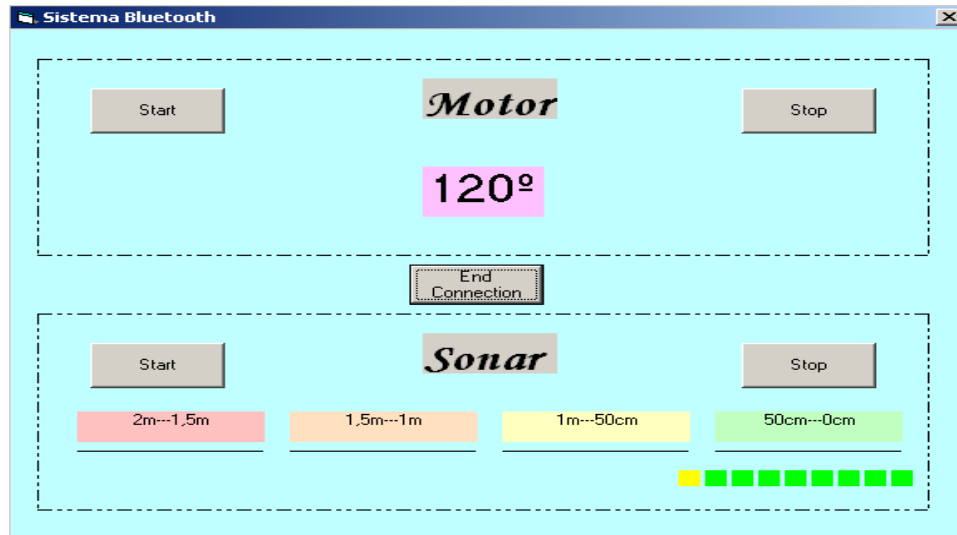 Sistema Bluetooth
Start
Motor
Stop
120º
End
Connection
Start
Sonar
Stop
2m---1,5m
1,5m---1m
1m---50cm
50cm---0cm